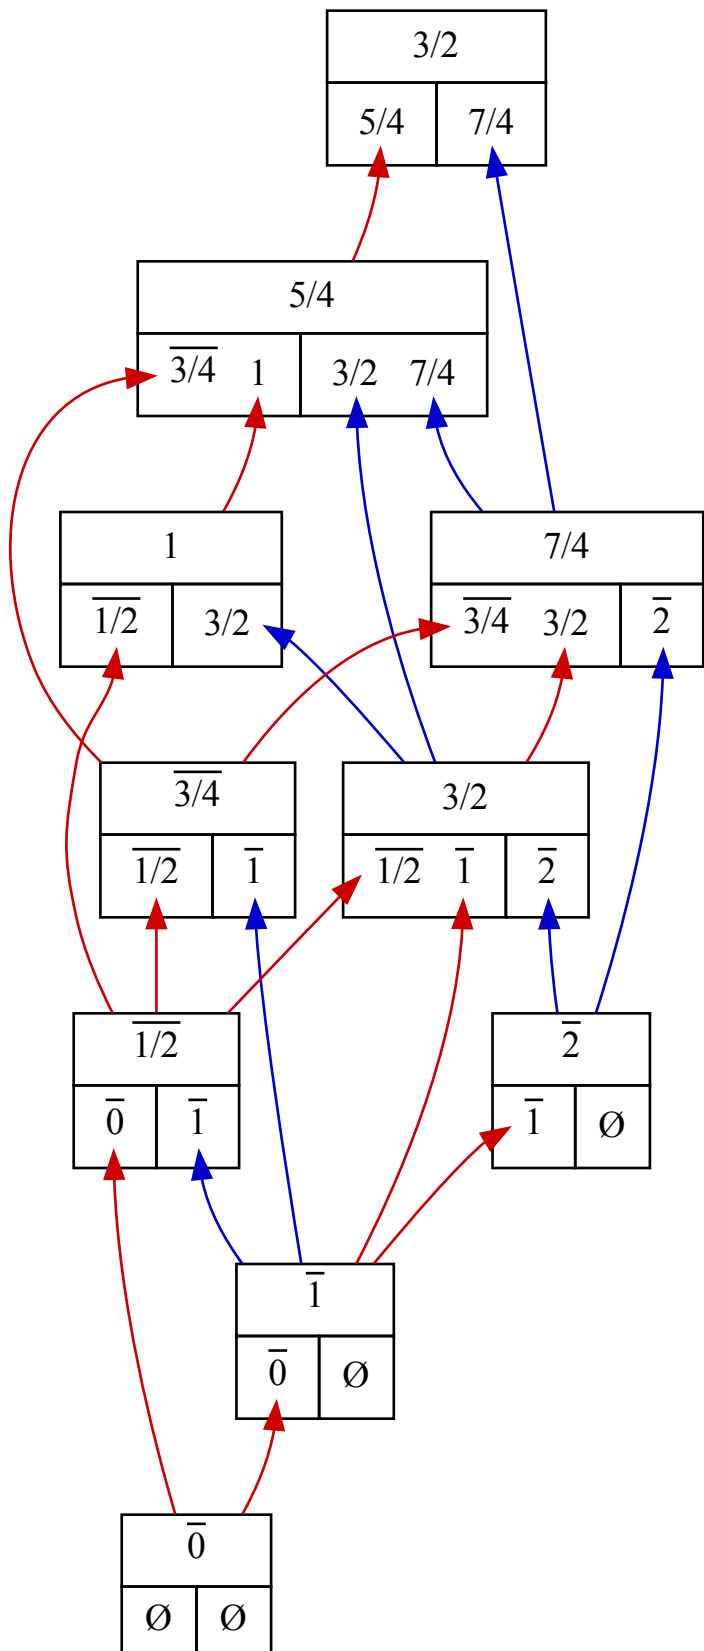 3/2
5/4 7/4
5/4
3̅/̅4̅ 1 3/2 7/4
1 7/4
1̅/̅2̅ 3/2 3̅/̅4̅ 3/2 2̅
3̅/̅4̅ 3/2
1̅/̅2̅ 1̅ 1̅/̅2̅ 1̅ 2̅
1̅/̅2̅ 2̅
0̅ 1̅ 1̅ Ø
1̅
0̅ Ø
0̅
Ø Ø